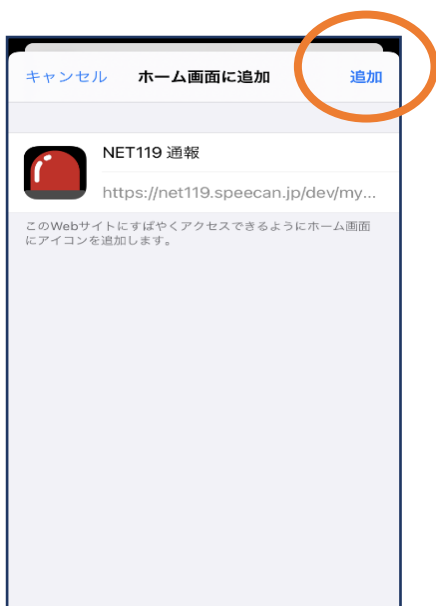 キャンセル ホーム画面に追加 追加
NET119 通報
https://net119.speecan.jp/dev/my...
このWebサイトにすばやくアクセスできるようにホーム画面
にアイコンを追加します。